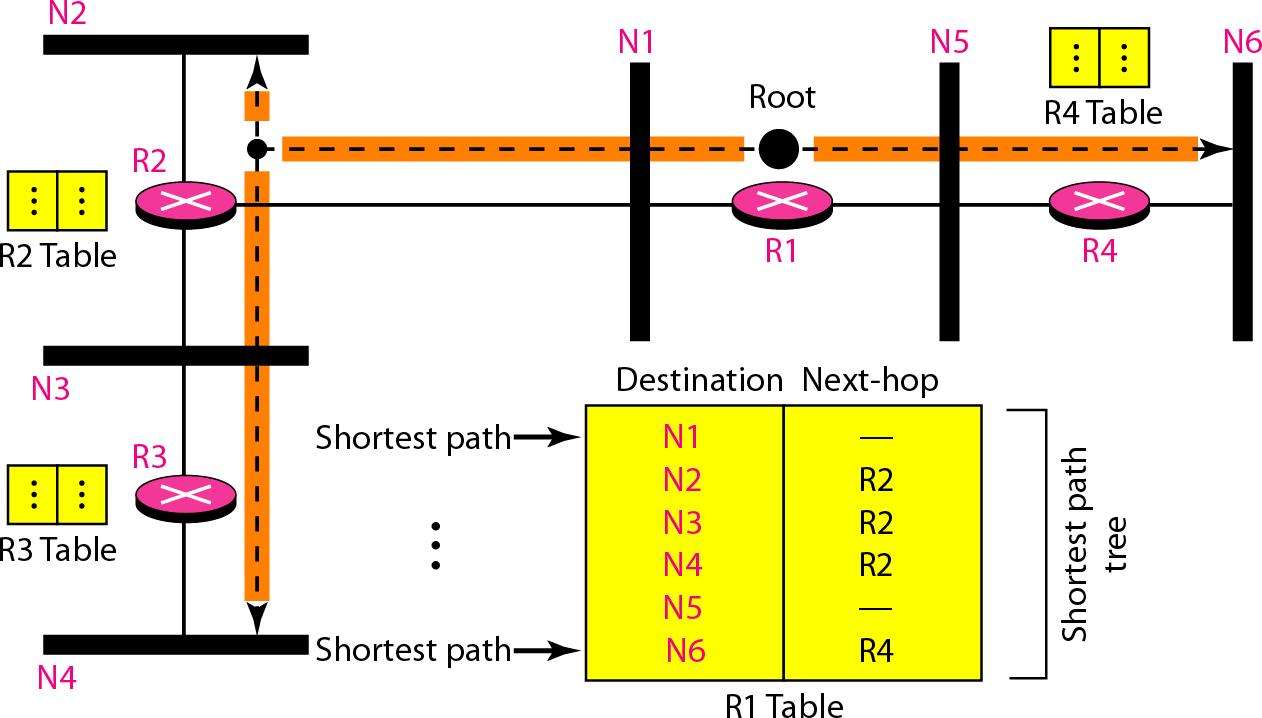 N2
N1
N5
N6
Root
R4 Table
R2
R2 Table
R1
R4
N3
Destination Next-hop
Shortest path
N1 —
N2 R2
N3 R2
N4 R2
N5 —
N6 R4
R3
R3 Table
Shortest path
N4
R1 Table
Shortest path
tree